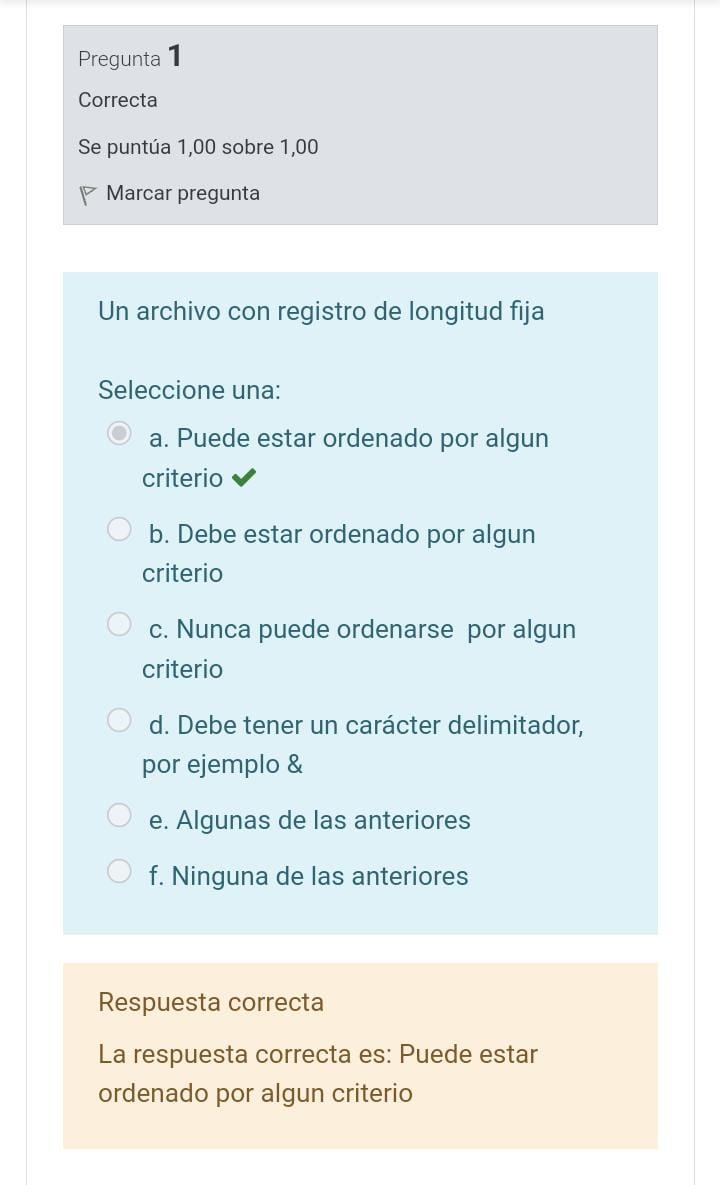 Pregunta 1
Correcta
Se puntúa 1,00 sobre 1,00
Marcar pregunta
Un archivo con registro de longitud fija
Seleccione una:
a. Puede estar ordenado por algun
criterio
b. Debe estar ordenado por algun
criterio
c. Nunca puede ordenarse por algun
criterio
d. Debe tener un carácter delimitador,
por ejemplo &
e. Algunas de las anteriores
f. Ninguna de las anteriores
Respuesta correcta
La respuesta correcta es: Puede estar
ordenado por algun criterio